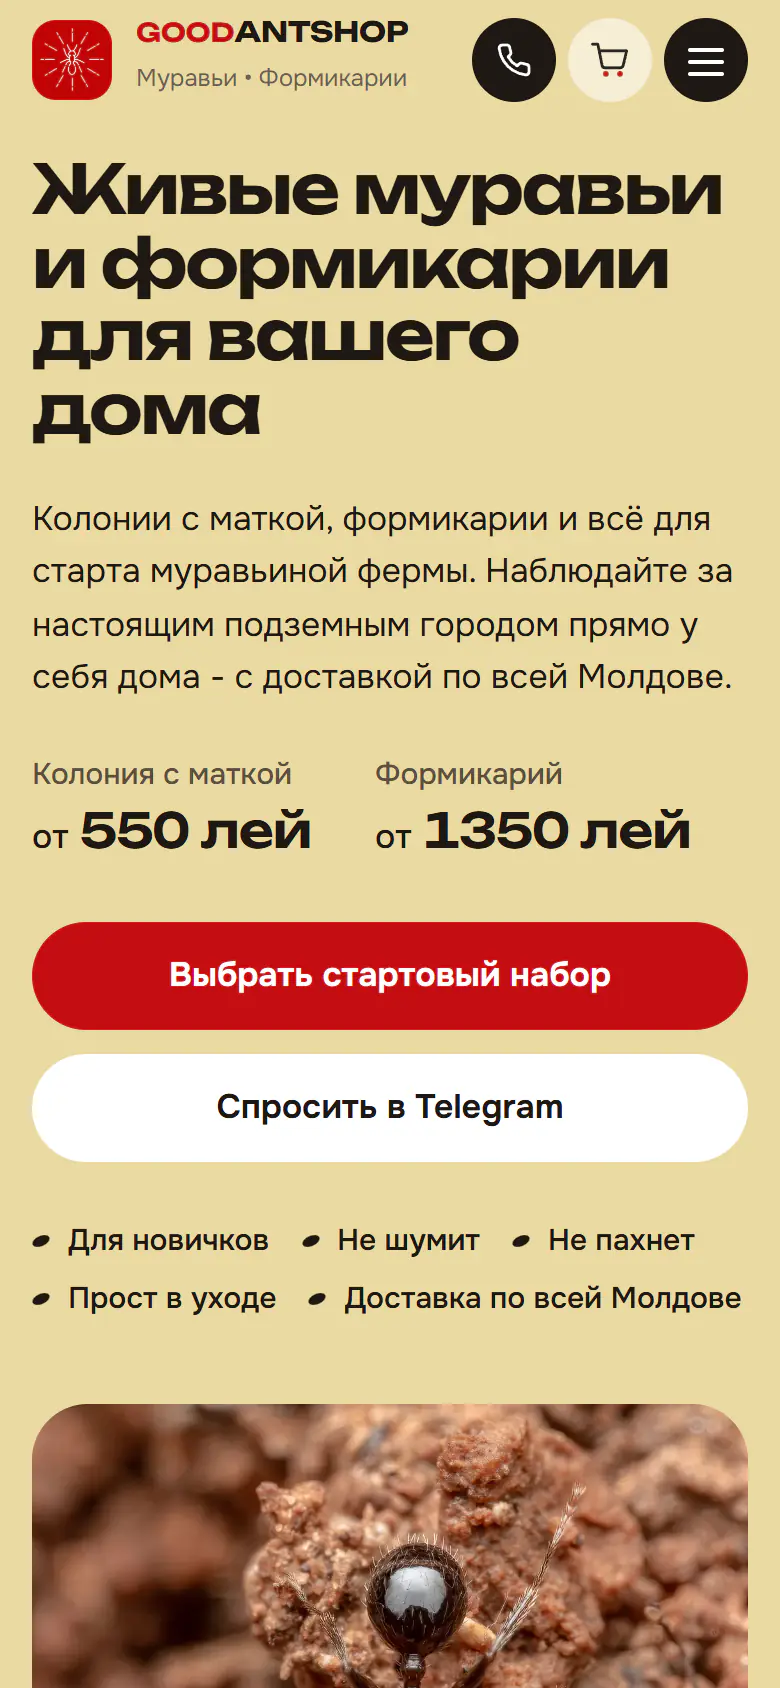 GOODANTSHOP
Муравьи • Формикарии
Живые муравьи
и формикарии
для вашего
дома
Колонии с маткой, формикарии и всё для
старта муравьиной фермы. Наблюдайте за
настоящим подземным городом прямо у
себя дома - с доставкой по всей Молдове.
Колония с маткой
от 550 лей
Формикарий
от 1350 лей
Выбрать стартовый набор
Спросить в Telegram
Для новичков Не шумит Не пахнет
Прост в уходе Доставка по всей Молдове